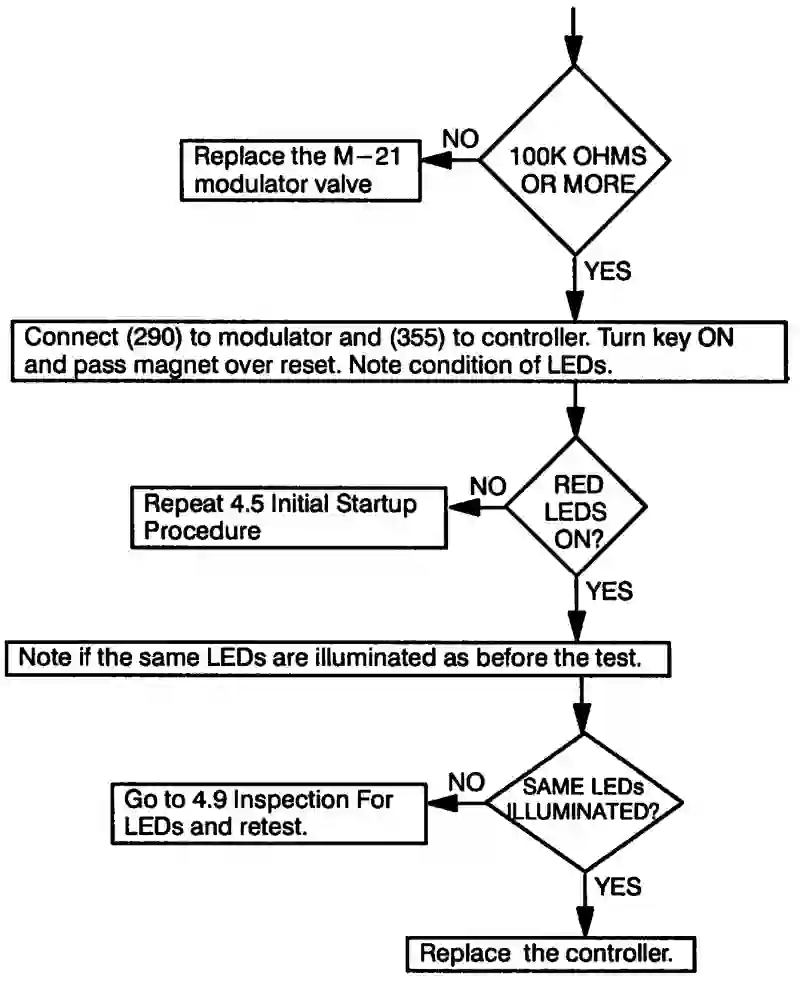 100K OHMS
OR MORE
NO
Replace the M–21
modulator valve
YES
Connect (290) to modulator and (355) to controller. Turn key ON
and pass magnet over reset. Note condition of LEDs.
RED
LEDS
ON?
NO
Repeat 4.5 Initial Startup
Procedure
YES
Note if the same LEDs are illuminated as before the test.
SAME LEDs
ILLUMINATED?
NO
Go to 4.9 Inspection For
LEDs and retest.
YES
Replace the controller.